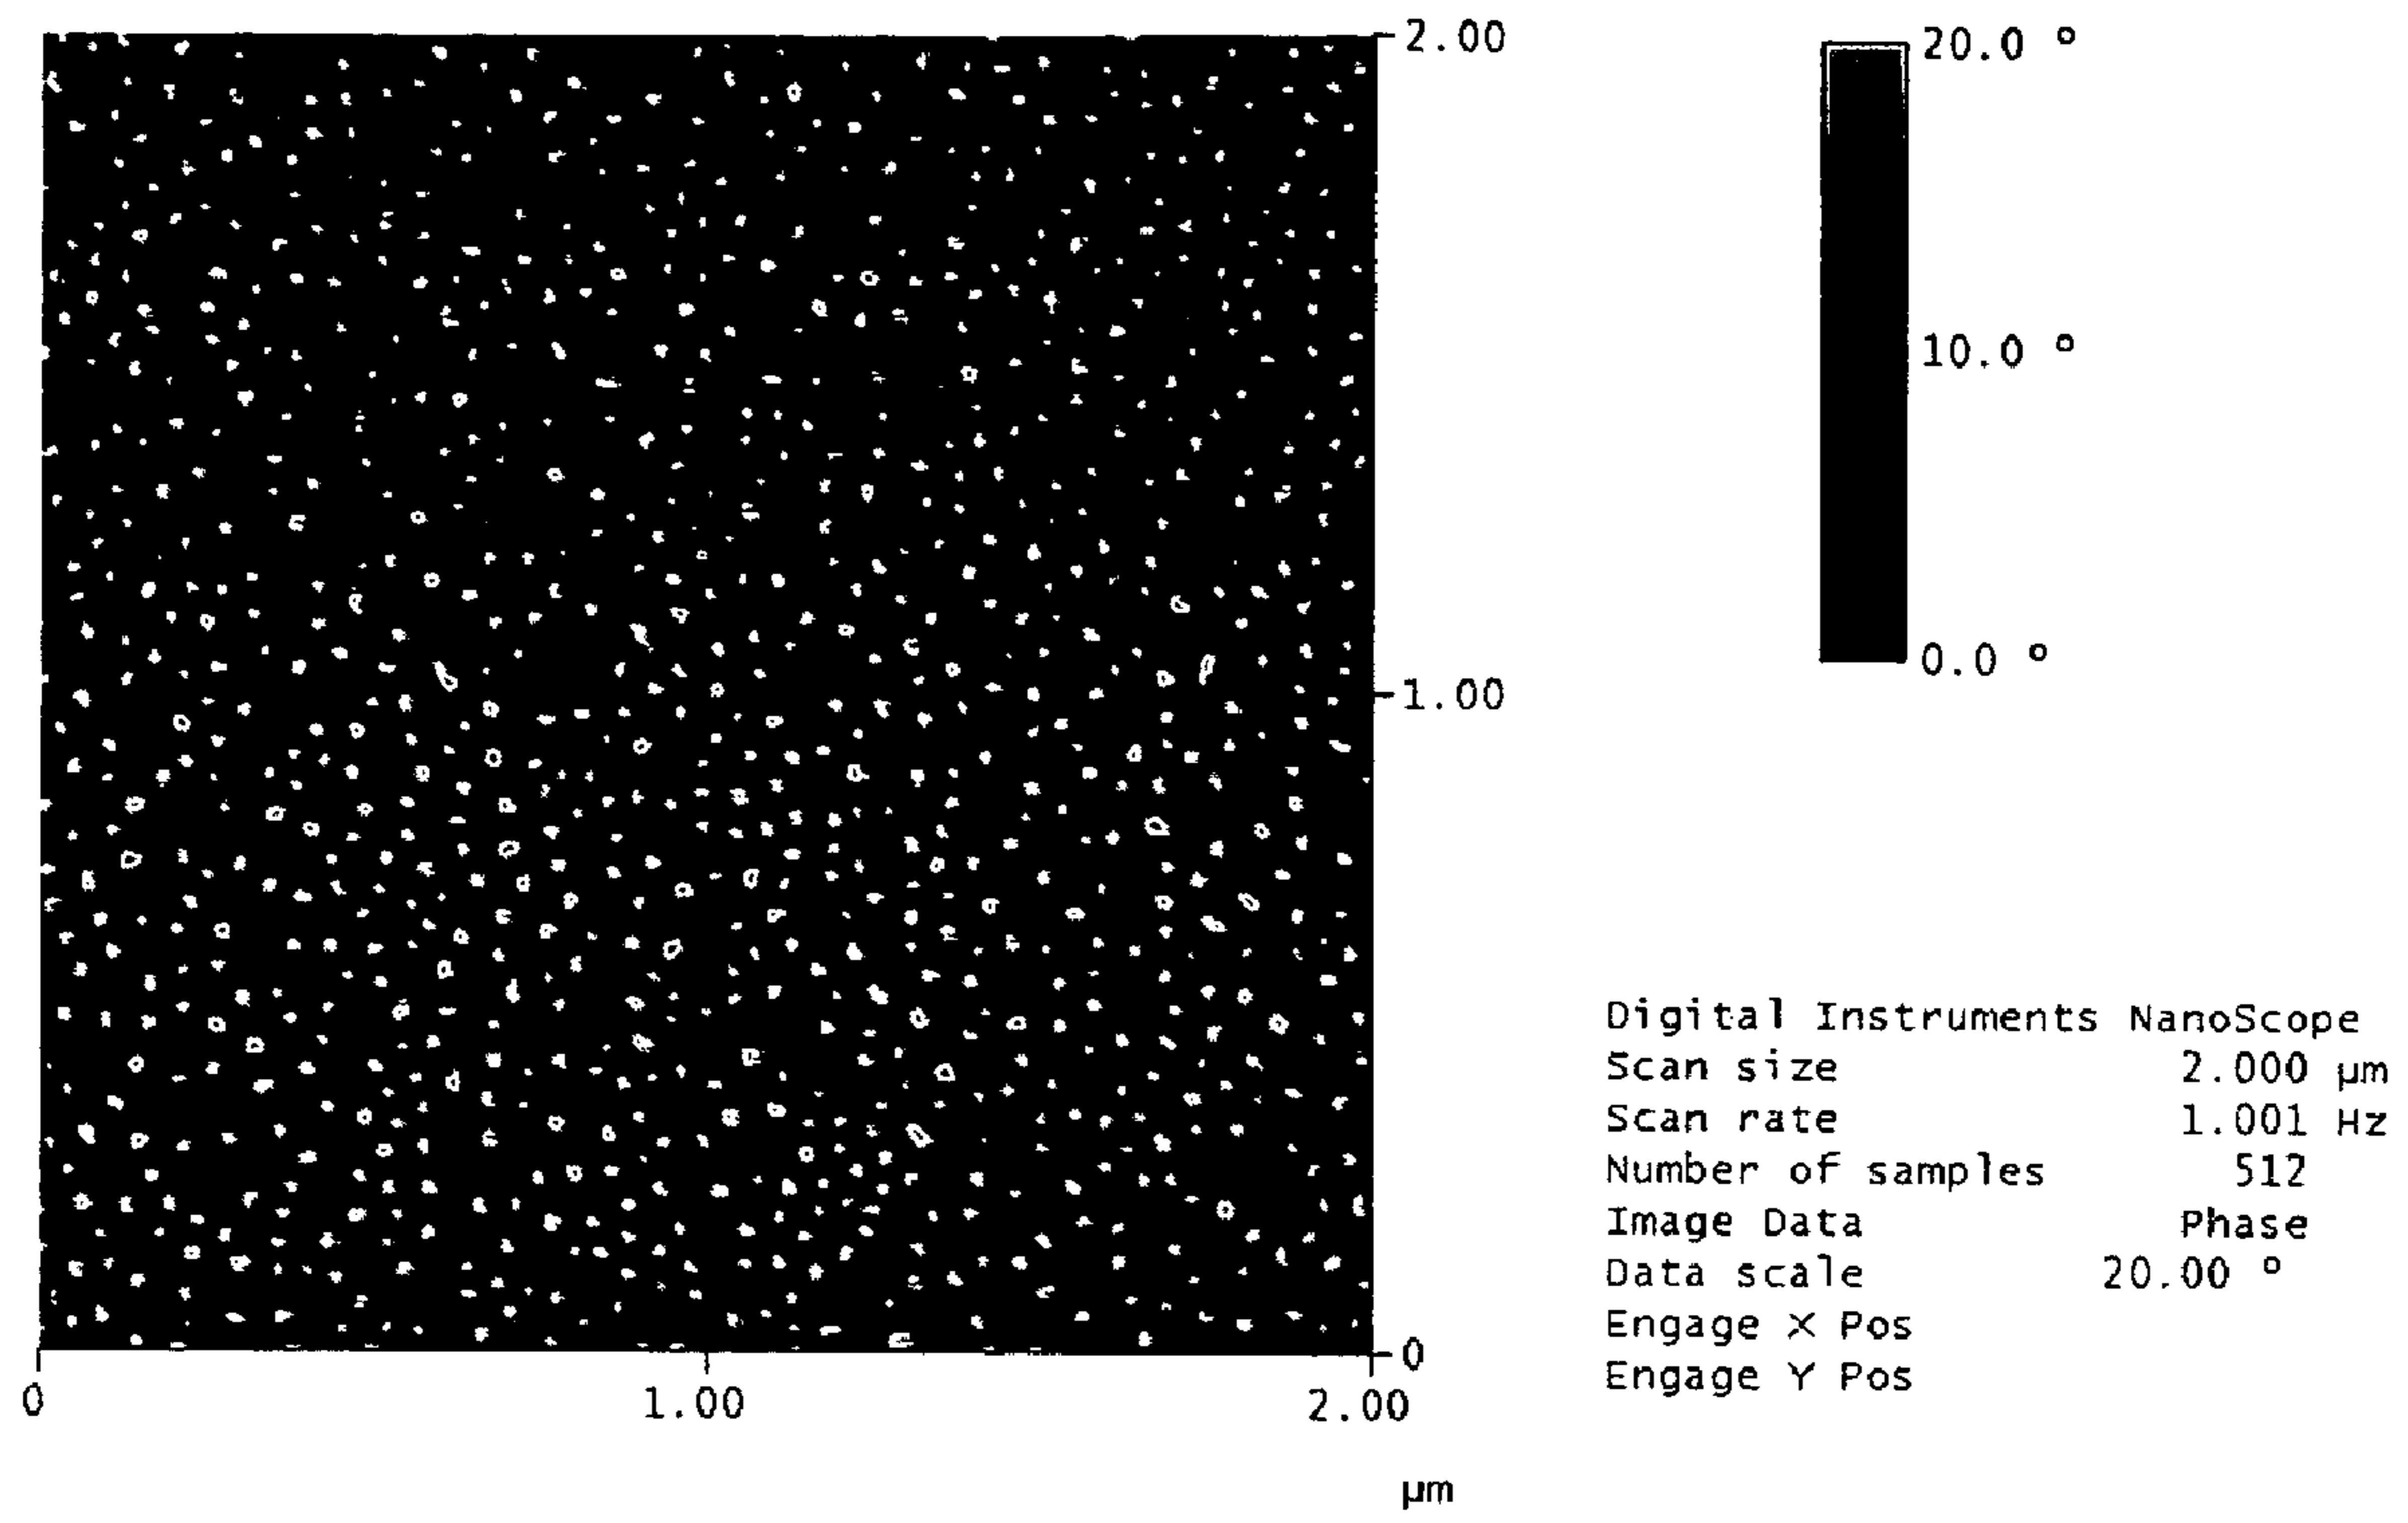 2.00
1.00
0
0
1.00
2.00
µm
20.0 °
10.0 °
0.0 °
Digital Instruments NanoScope
Scan size 2.000 µm
Scan rate 1.001 Hz
Number of samples 512
Image Data Phase
Data scale 20.00 °
Engage X Pos
Engage Y Pos